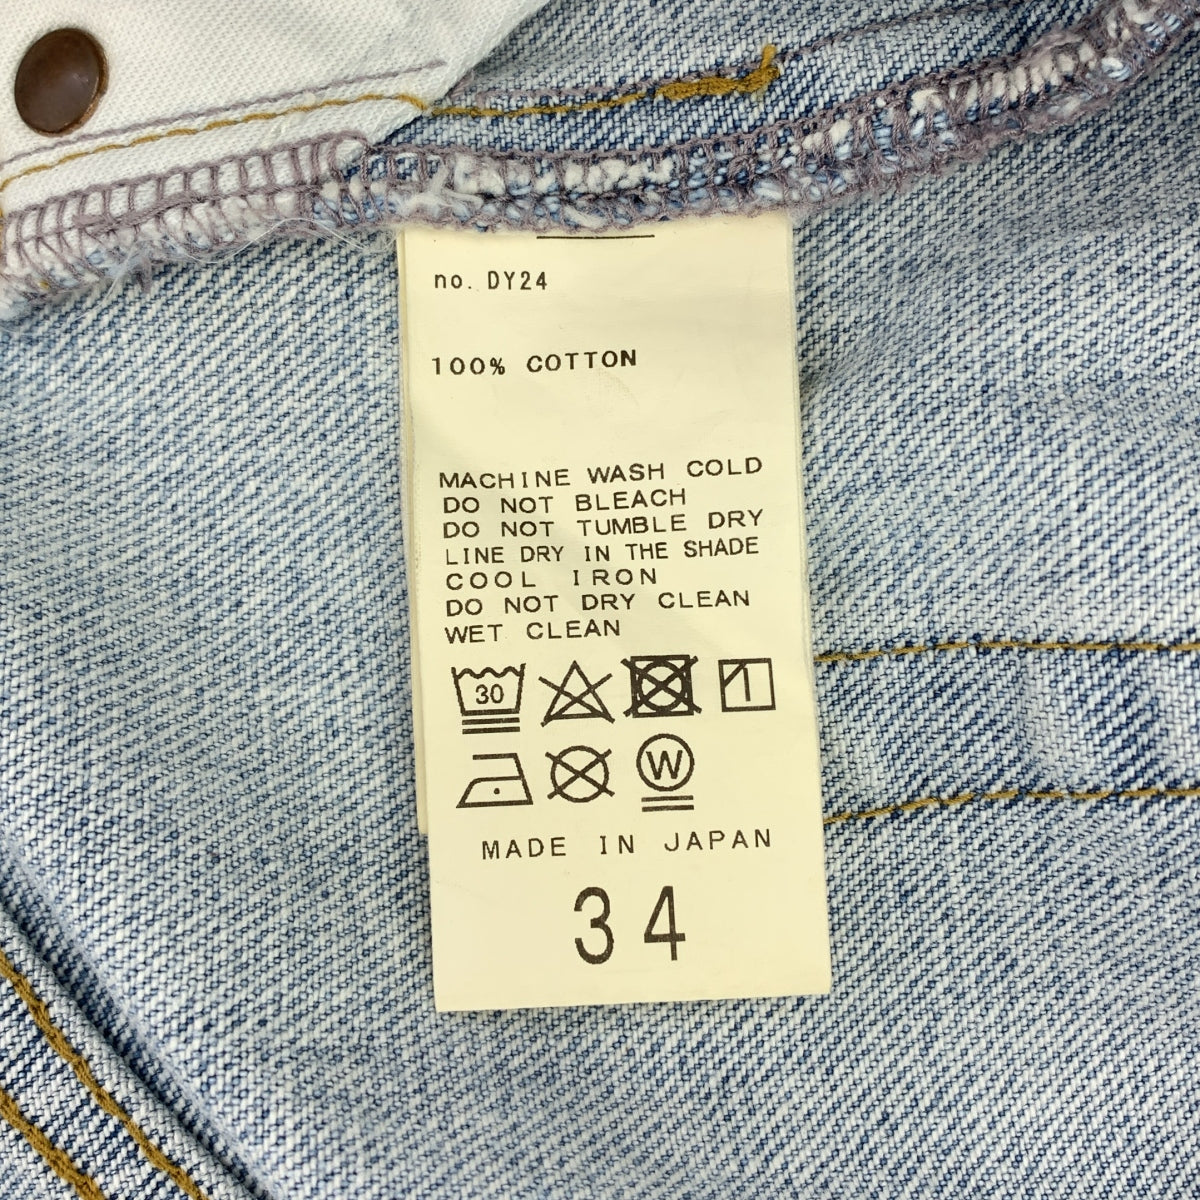 no. DY24
100% COTTON
MACHINE WASH COLD
DO NOT BLEACH
DO NOT TUMBLE DRY
LINE DRY IN THE SHADE
COOL IRON
DO NOT DRY CLEAN
WET CLEAN
30
W
MADE IN JAPAN
34